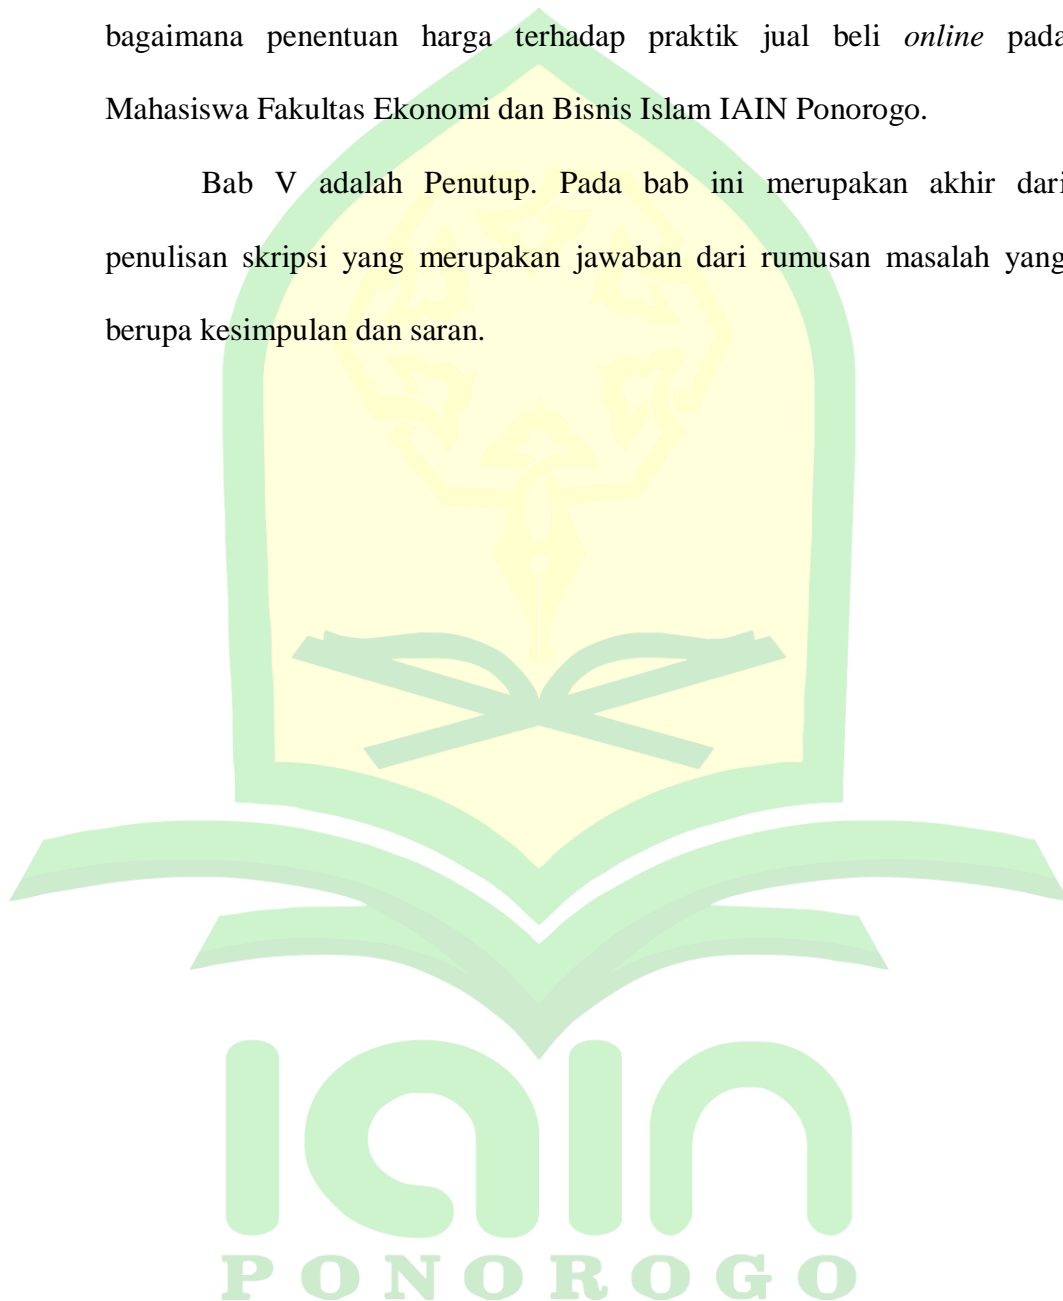 bagaimana penentuan harga terhadap praktik jual beli online pada
Mahasiswa Fakultas Ekonomi dan Bisnis Islam IAIN Ponorogo.
Bab V adalah Penutup. Pada bab ini merupakan akhir dari
penulisan skripsi yang merupakan jawaban dari rumusan masalah yang
berupa kesimpulan dan saran.
iain
PONOROGO